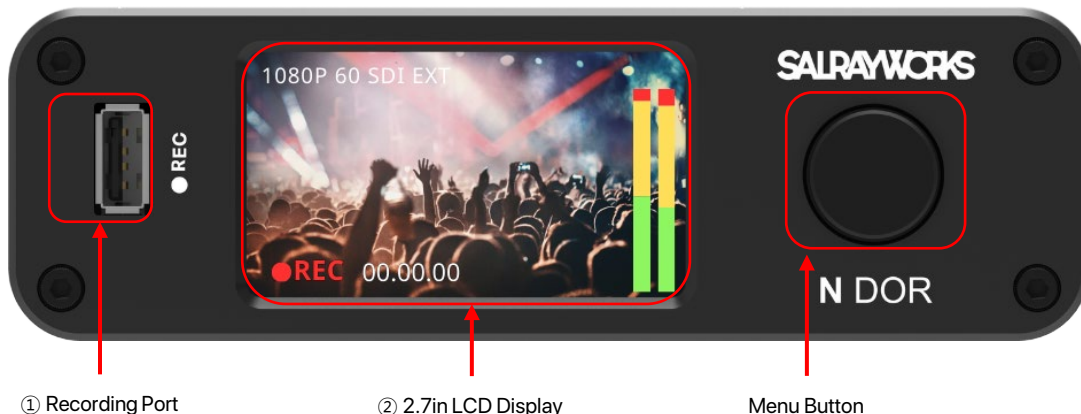 1080P 60 SDI EXT
SALRAYWORKS
● REC
●REC 00.00.00
N DOR
① Recording Port
② 2.7in LCD Display
Menu Button